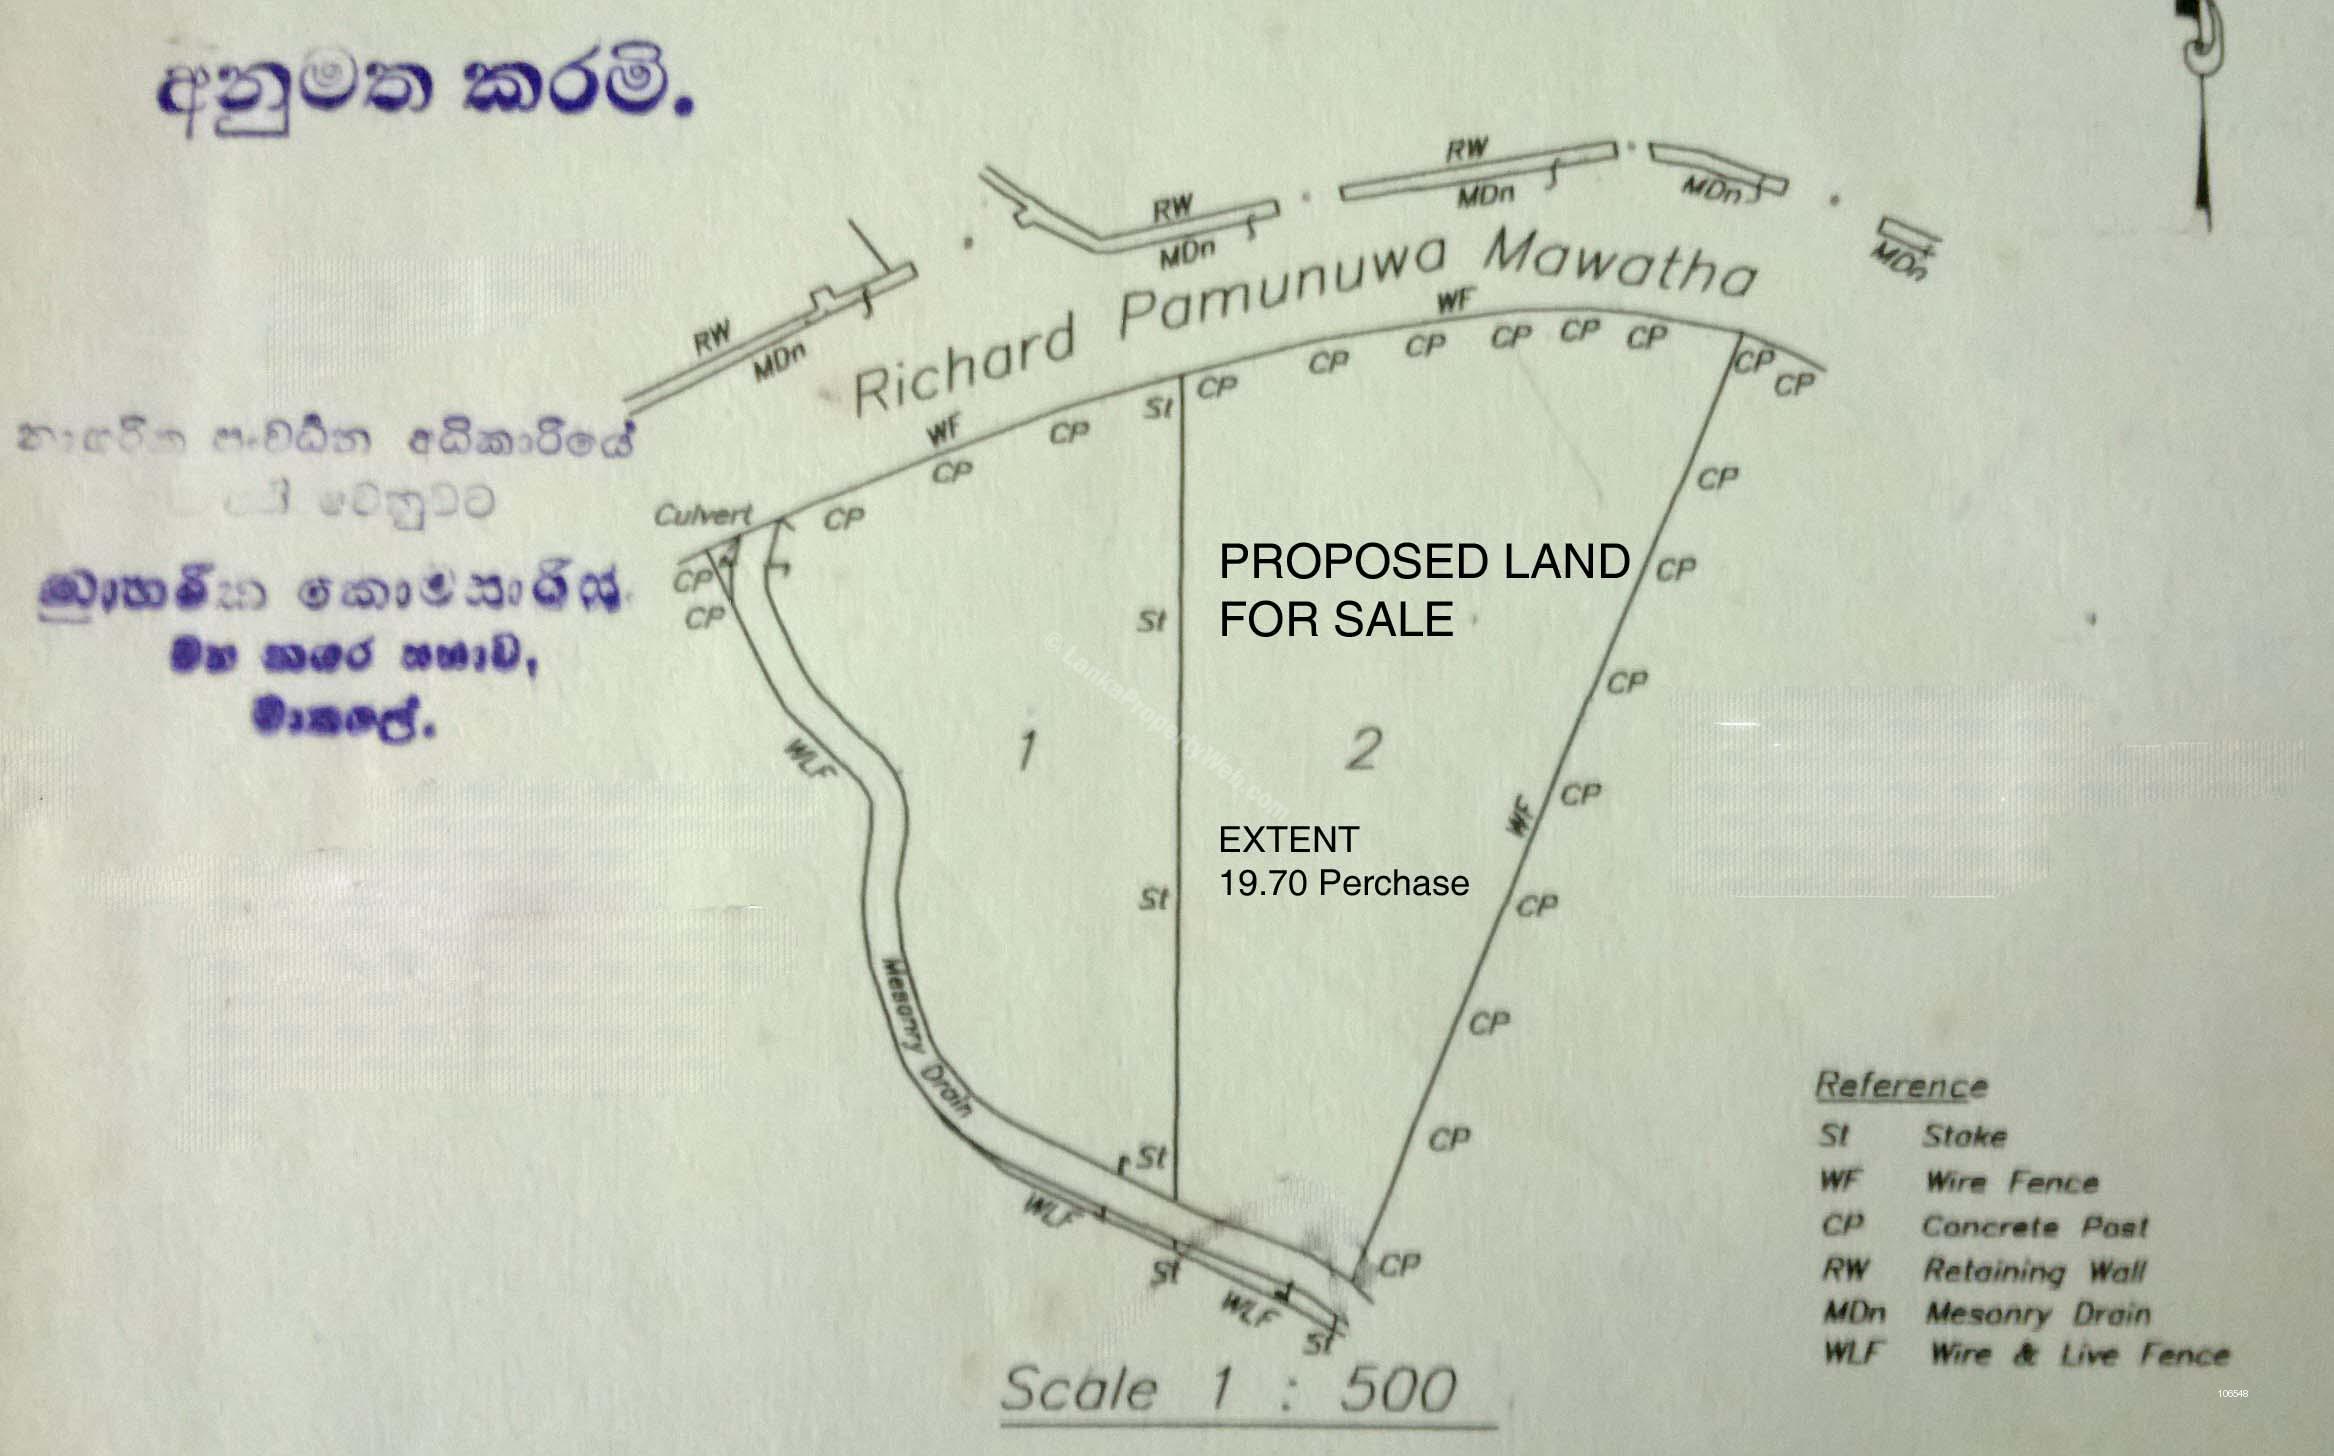 අනුමත කරමි.
නාගරික සංවර්ධන අධිකාරියේ
වෙනුවට
නාගරික කොමසාරිස්
මහ නගර සභාව,
මාතලේ.
RW
MDn
RW
MDn
RW
MDn
MDn
MDn
Richard Pamunuwa Mawatha
WF
WF
CP
CP
CP
CP
CP
CP
CP
CP
CP
CP
CP
St
Culvert
CP
CP
CP
CP
CP
PROPOSED LAND
FOR SALE
St
CP
1
2
WLF
© LankaPropertyWeb.com
WF
CP
EXTENT
19.70 Perchase
St
CP
Mesonry Drain
CP
CP
St
WLF
St
CP
WLF
St
Scale 1 : 500
Reference
St Stake
WF Wire Fence
CP Concrete Post
RW Retaining Wall
MDn Mesonry Drain
WLF Wire & Live Fence
106548